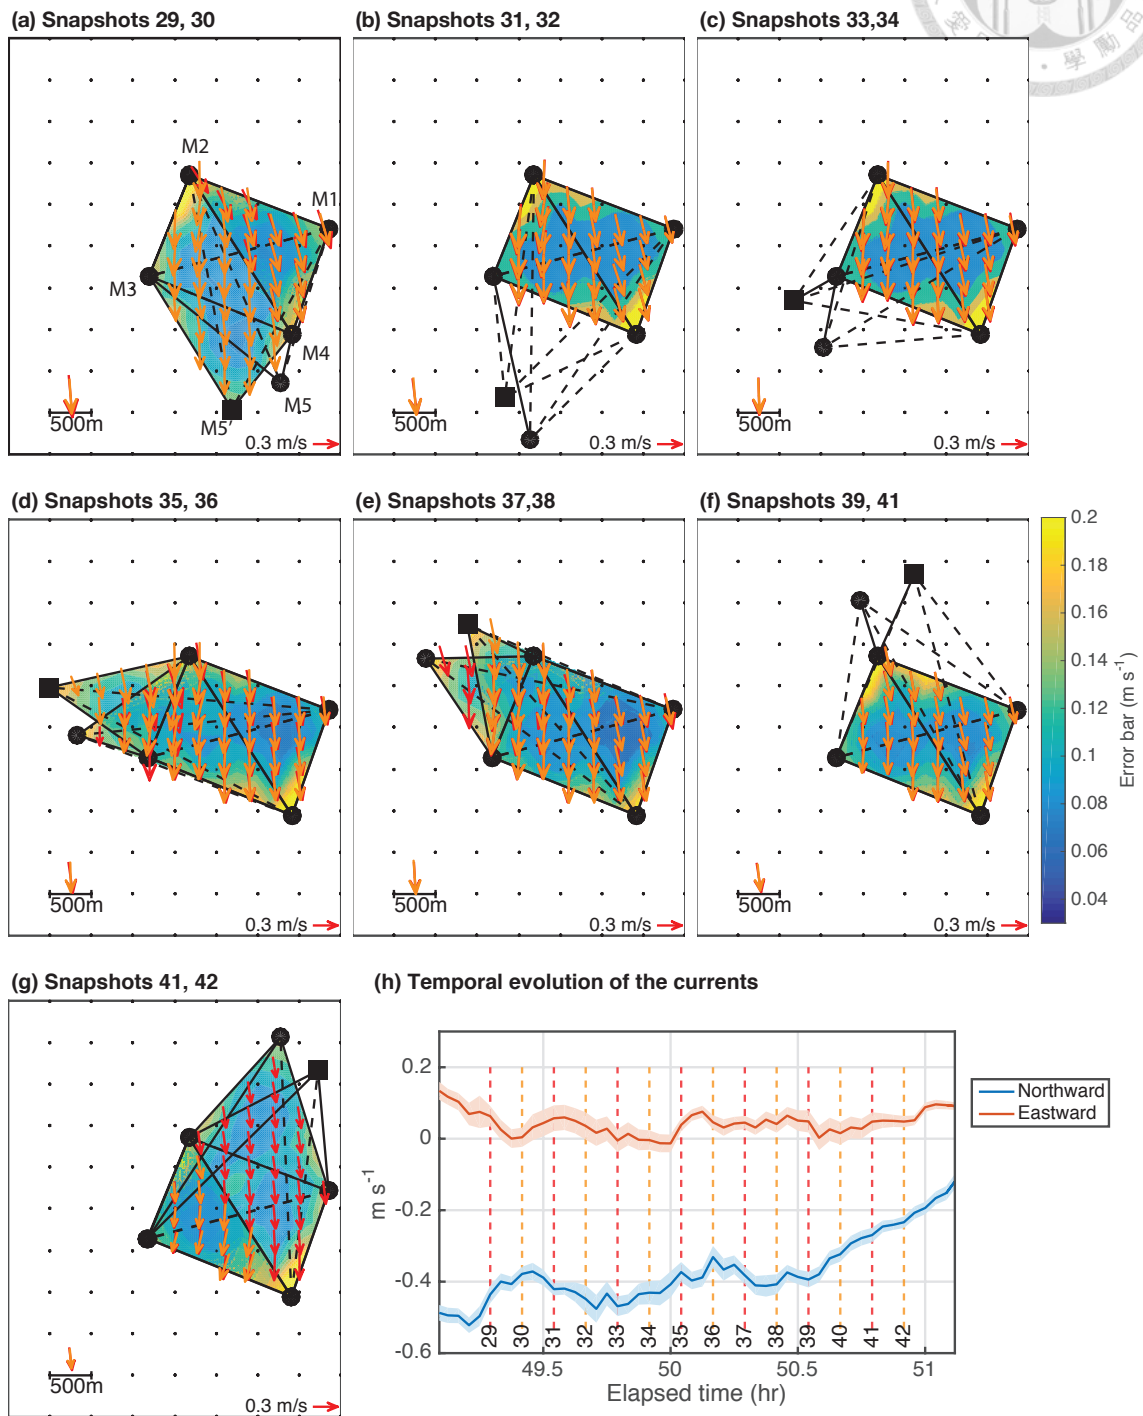 (a) Snapshots 29, 30
(b) Snapshots 31, 32
(c) Snapshots 33,34
學 勵 品
M2
M1
M3
M4
M5
M5'
500m
0.3 m/s
500m
0.3 m/s
500m
0.3 m/s
(d) Snapshots 35, 36
(e) Snapshots 37,38
(f) Snapshots 39, 41
500m
0.3 m/s
500m
0.3 m/s
500m
0.3 m/s
0.2
0.18
0.16
0.14
0.12
0.1
0.08
0.06
0.04
Error bar (m s⁻¹)
(g) Snapshots 41, 42
500m
0.3 m/s
(h) Temporal evolution of the currents
0.2
0
-0.2
-0.4
-0.6
m s⁻¹
29 30 31 32 33 34 35 36 37 38 39 40 41 42
49.5 50 50.5 51
Elapsed time (hr)
Northward
Eastward